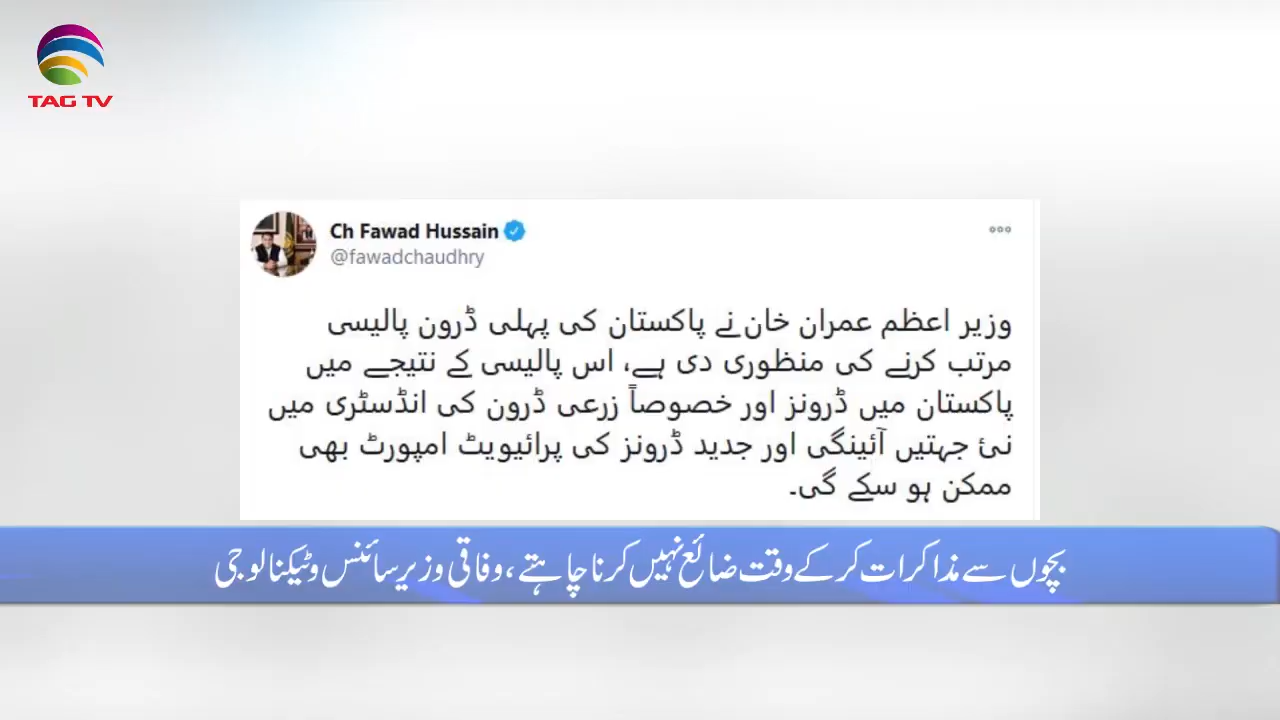 TAG TV
Ch Fawad Hussain
@fawadchaudhry
وزیر اعظم عمران خان نے پاکستان کی پہلی ڈرون پالیسی
مرتب کرنے کی منظوری دی ہے، اس پالیسی کے نتیجے میں
پاکستان میں ڈرونز اور خصوصاً زرعی ڈرون کی انڈسٹری میں
نئ جہتیں آئینگی اور جدید ڈرونز کی پرائیویٹ امپورٹ بھی
ممکن ہو سکے گی۔
بچوں سے مذاکرات کر کے وقت ضائع نہیں کرنا چاہتے، وفاقی وزیر سائنس و ٹیکنالوجی